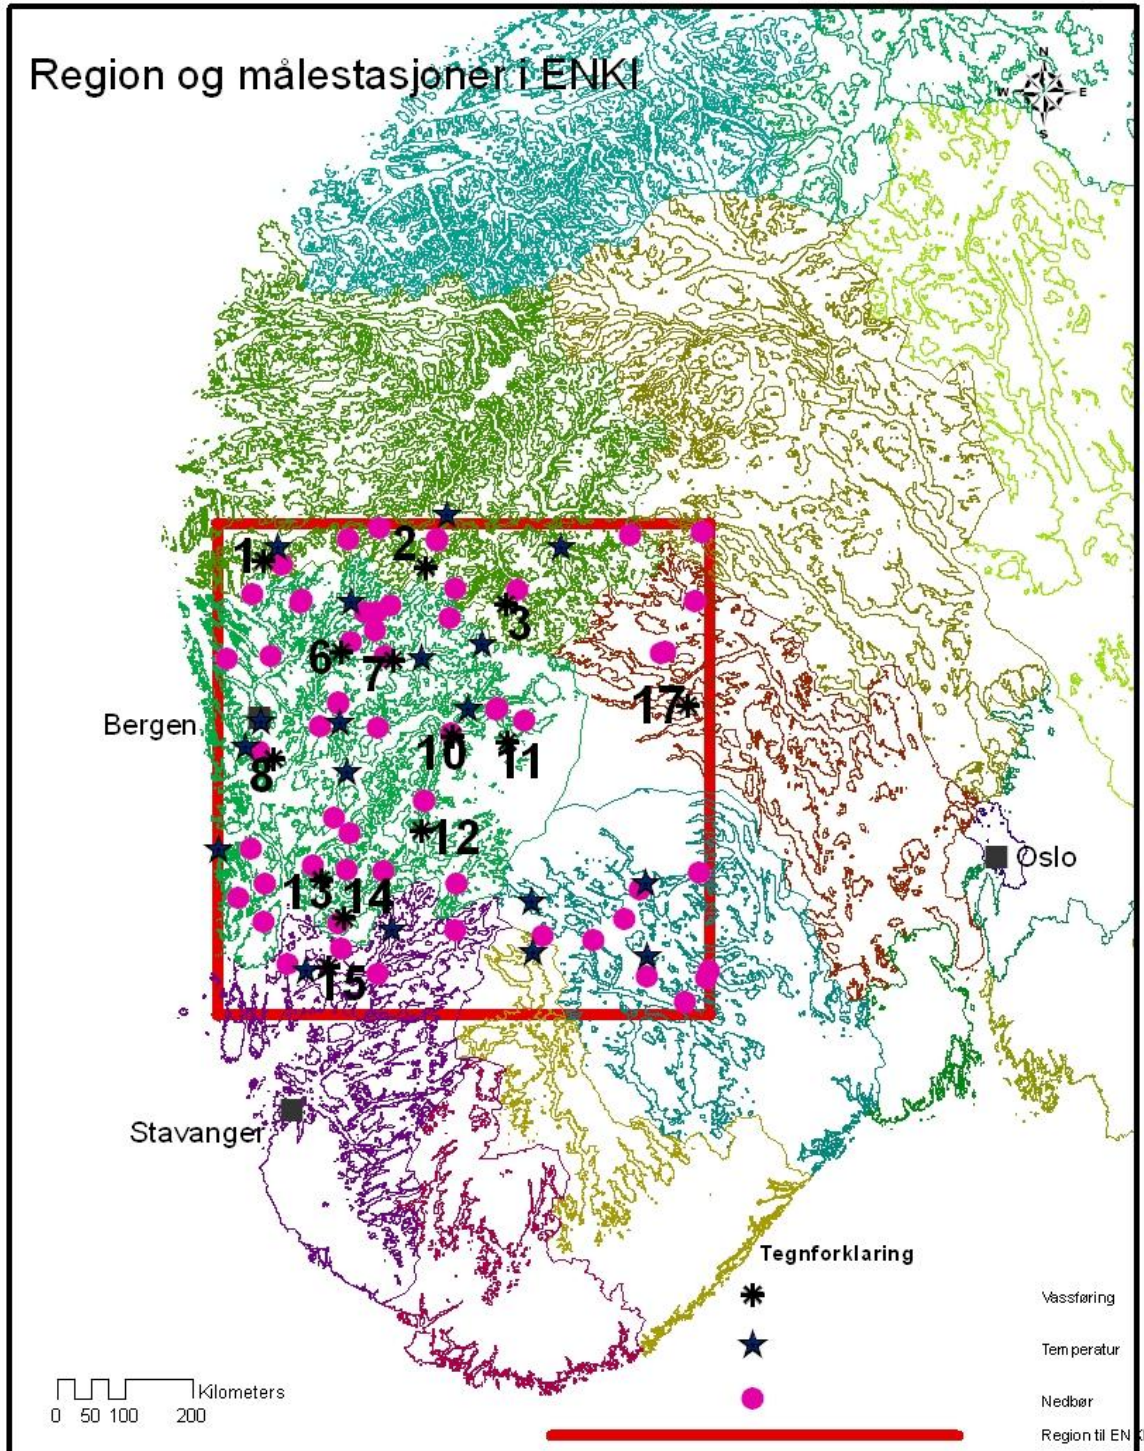 Region og målestasjoner i ENKI
N
W E
S
1
2
3
6
7
17
Bergen
8
10
11
12
Oslo
13
14
15
Stavanger
Tegnforklaring
Vassføring
Temperatur
Nedbør
Region til EN
Kilometers
0 50 100 200